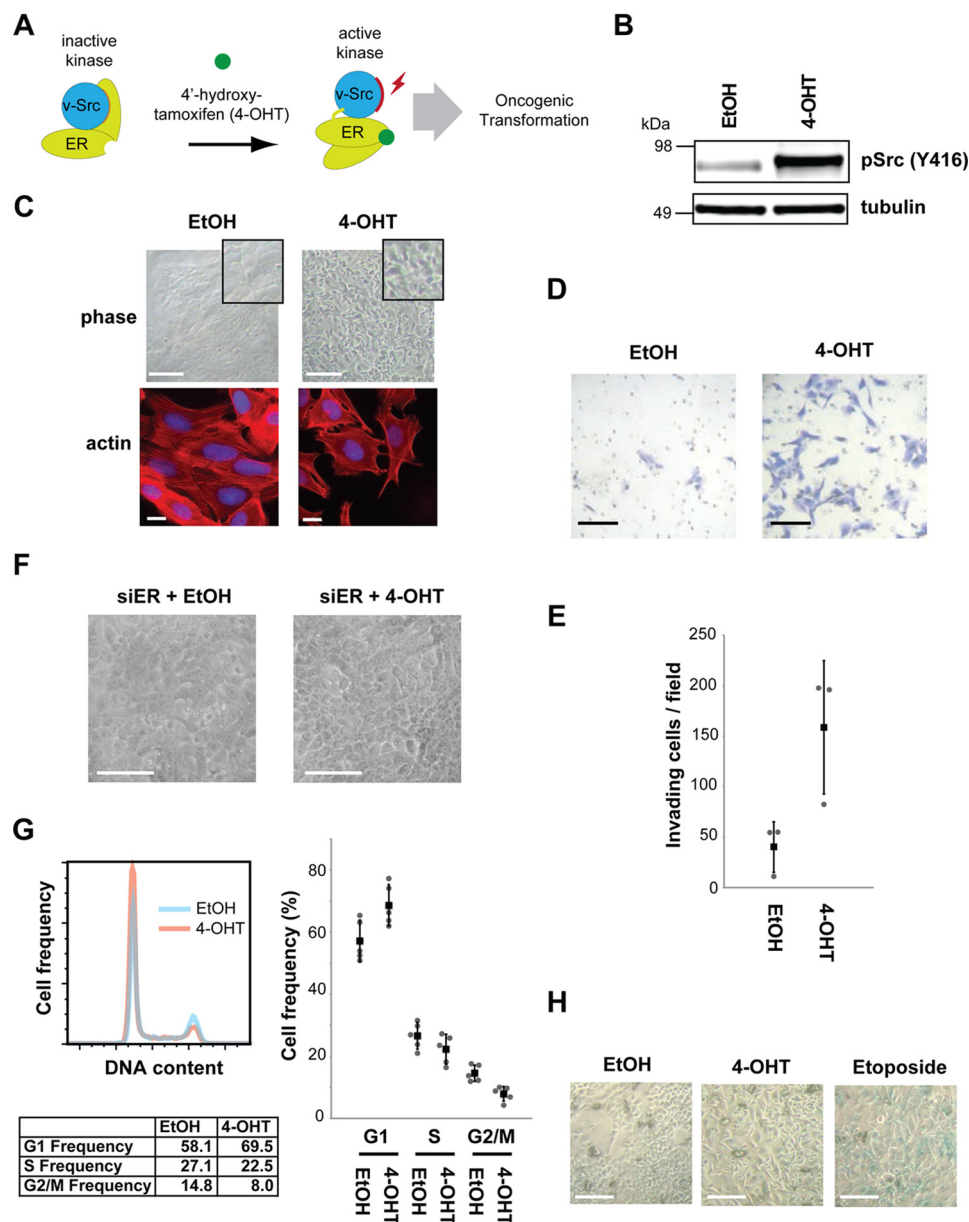 A
inactive
kinase
v-Src
ER
4'-hydroxy-
tamoxifen (4-OHT)
active
kinase
v-Src
ER
Oncogenic
Transformation
B
EtOH
4-OHT
kDa
98
pSrc (Y416)
49
tubulin
C
EtOH
4-OHT
phase
actin
D
EtOH
4-OHT
F
siER + EtOH
siER + 4-OHT
E
Invading cells / field
250
200
150
100
50
0
EtOH
4-OHT
G
Cell frequency
EtOH
4-OHT
DNA content
EtOH 4-OHT
G1 Frequency 58.1 69.5
S Frequency 27.1 22.5
G2/M Frequency 14.8 8.0
Cell frequency (%)
80
60
40
20
0
G1 S G2/M
EtOH 4-OHT EtOH 4-OHT EtOH 4-OHT
H
EtOH
4-OHT
Etoposide